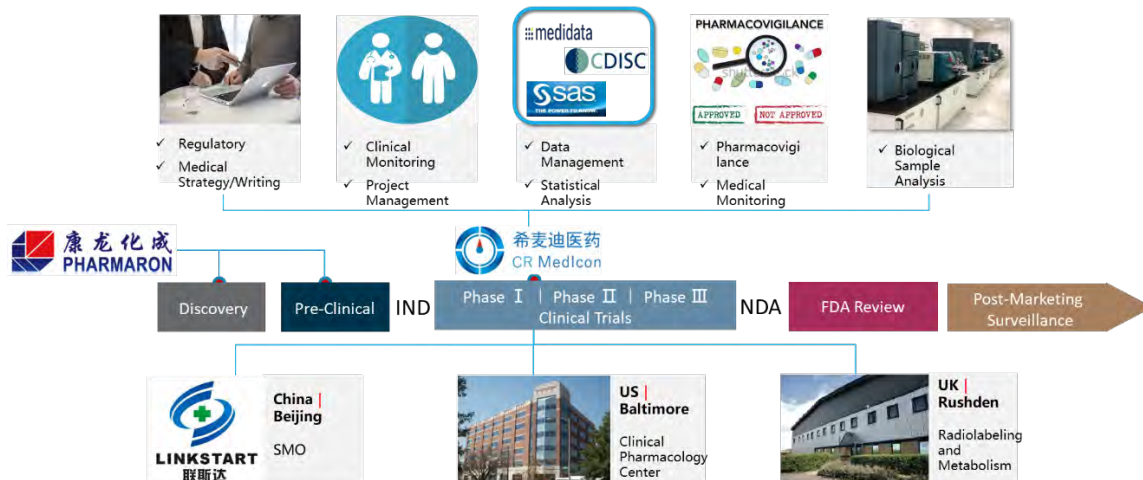 medidata
CDISC
sas
THE POWER TO KNOW
PHARMACOVIGILANCE
APPROVED
NOT APPROVED
✓ Regulatory
✓ Medical
Strategy/Writing
✓ Clinical
Monitoring
✓ Project
Management
✓ Data
Management
✓ Statistical
Analysis
✓ Pharmacovigi
lance
✓ Medical
Monitoring
✓ Biological
Sample
Analysis
康龙化成
PHARMARON
希麦迪医药
CR MedIcon
Discovery
Pre-Clinical
IND
Phase Ⅰ | Phase Ⅱ | Phase Ⅲ
Clinical Trials
NDA
FDA Review
Post-Marketing
Surveillance
LINKSTART
联斯达
China |
Beijing
SMO
US |
Baltimore
Clinical
Pharmacology
Center
UK |
Rushden
Radiolabeling
and
Metabolism